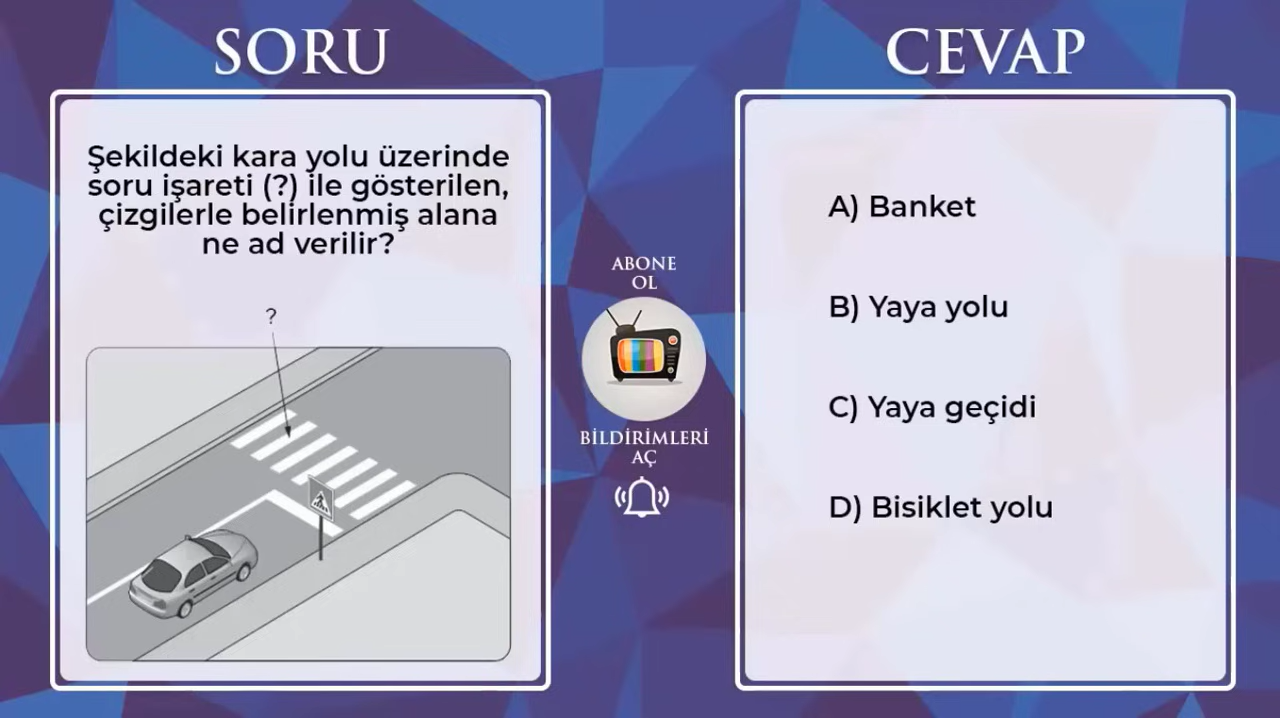 SORU
Şekildeki kara yolu üzerinde
soru işareti (?) ile gösterilen,
çizgilerle belirlenmiş alana
ne ad verilir?
?
ABONE
OL
BİLDİRİMLERİ
AÇ
CEVAP
A) Banket
B) Yaya yolu
C) Yaya geçidi
D) Bisiklet yolu